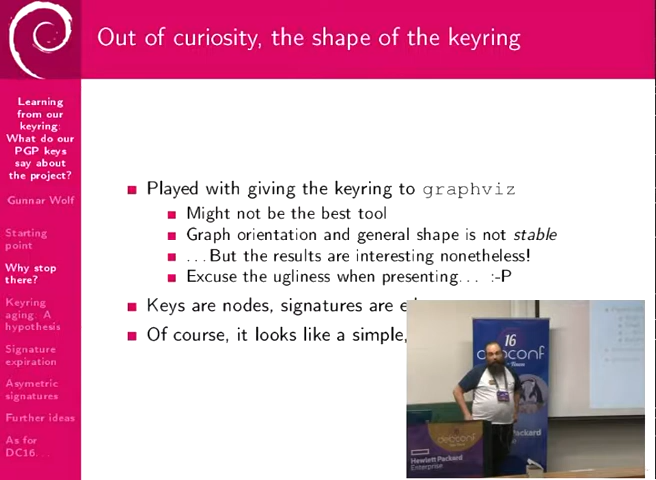 Out of curiosity, the shape of the keyring
Learning
from our
keyring:
What do our
PGP keys
say about
the project?
Gunnar Wolf
Starting
point
Why stop
there?
Keyring
aging: A
hypothesis
Signature
expiration
Asymetric
signatures
Further ideas
As for
DC16...
Played with giving the keyring to graphviz
Might not be the best tool
Graph orientation and general shape is not stable
...But the results are interesting nonetheless!
Excuse the ugliness when presenting... :-P
Keys are nodes, signatures are
Of course, it looks like a simple,
16
debconf
debconf
Hewlett Packard
Enterprise